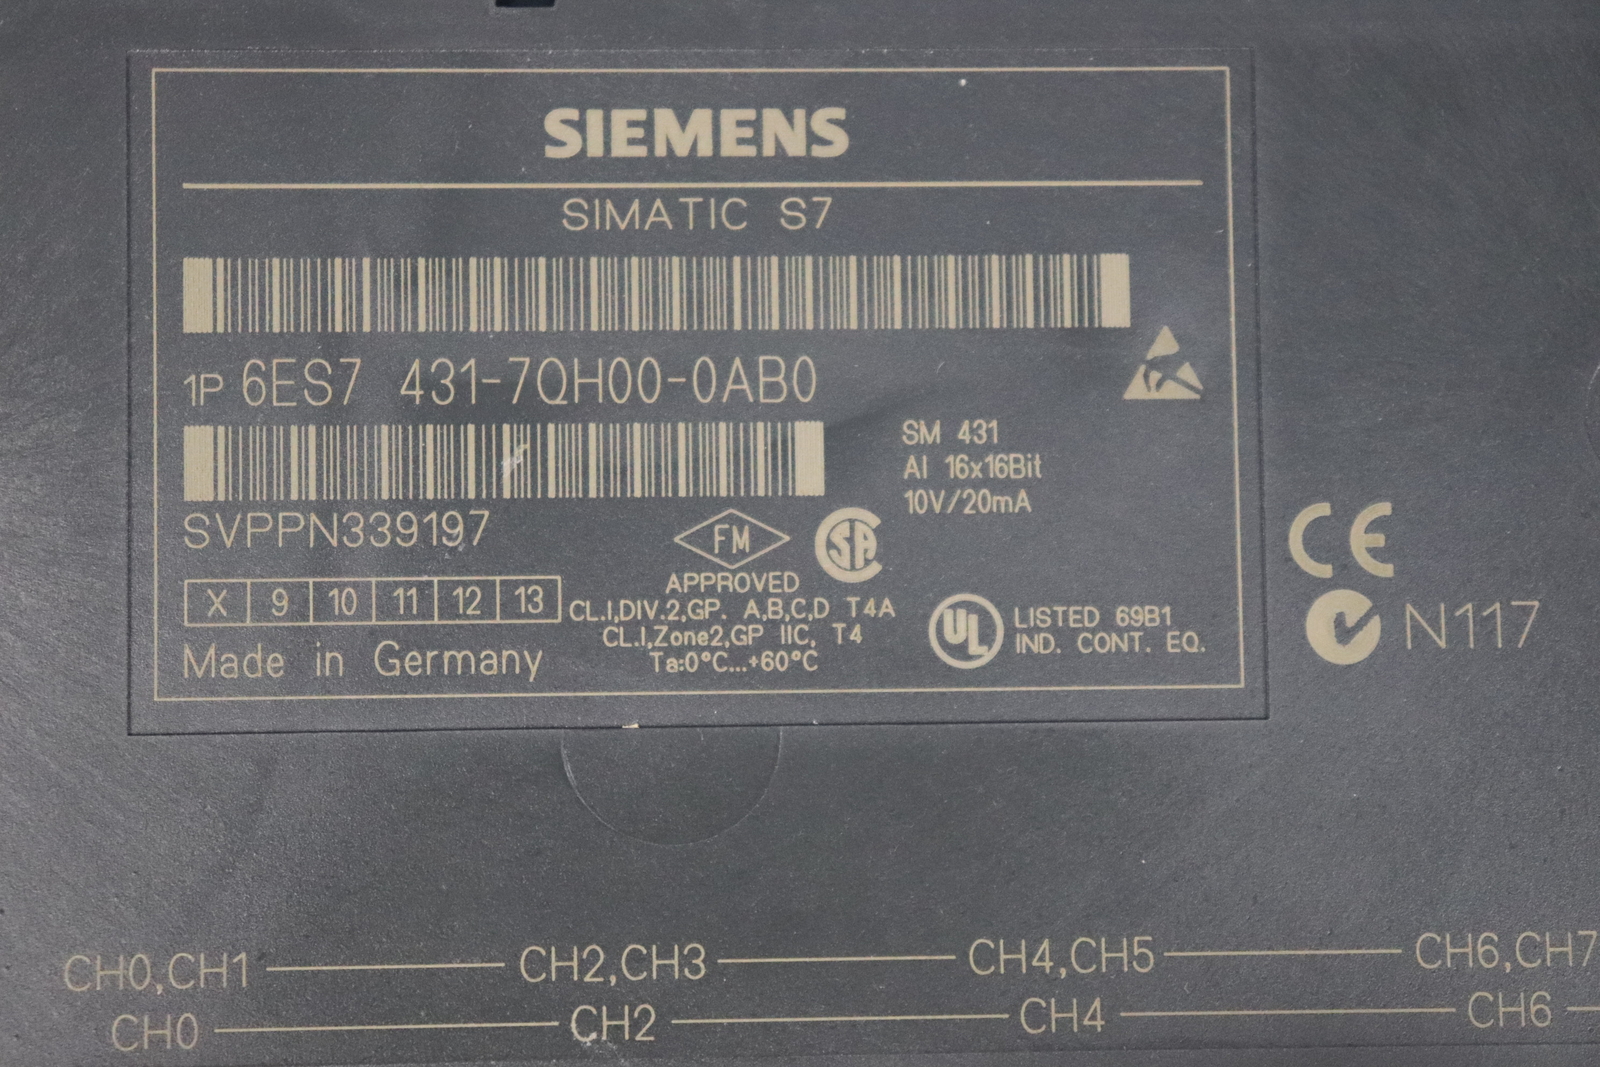 SIEMENS
SIMATIC S7
1P 6ES7 431-7QH00-0AB0
SM 431
AI 16x16Bit
10V/20mA
SVPPN339197
FM
APPROVED
SA
CL.I,DIV.2,GP. A,B,C,D T4A
CL.I,Zone2,GP IIC, T4
Ta:0°C...+60°C
X 9 10 11 12 13
Made in Germany
UL
LISTED 69B1
IND. CONT. EQ.
CE
N117
CH0,CH1 CH2,CH3 CH4,CH5 CH6,CH7
CH0 CH2 CH4 CH6